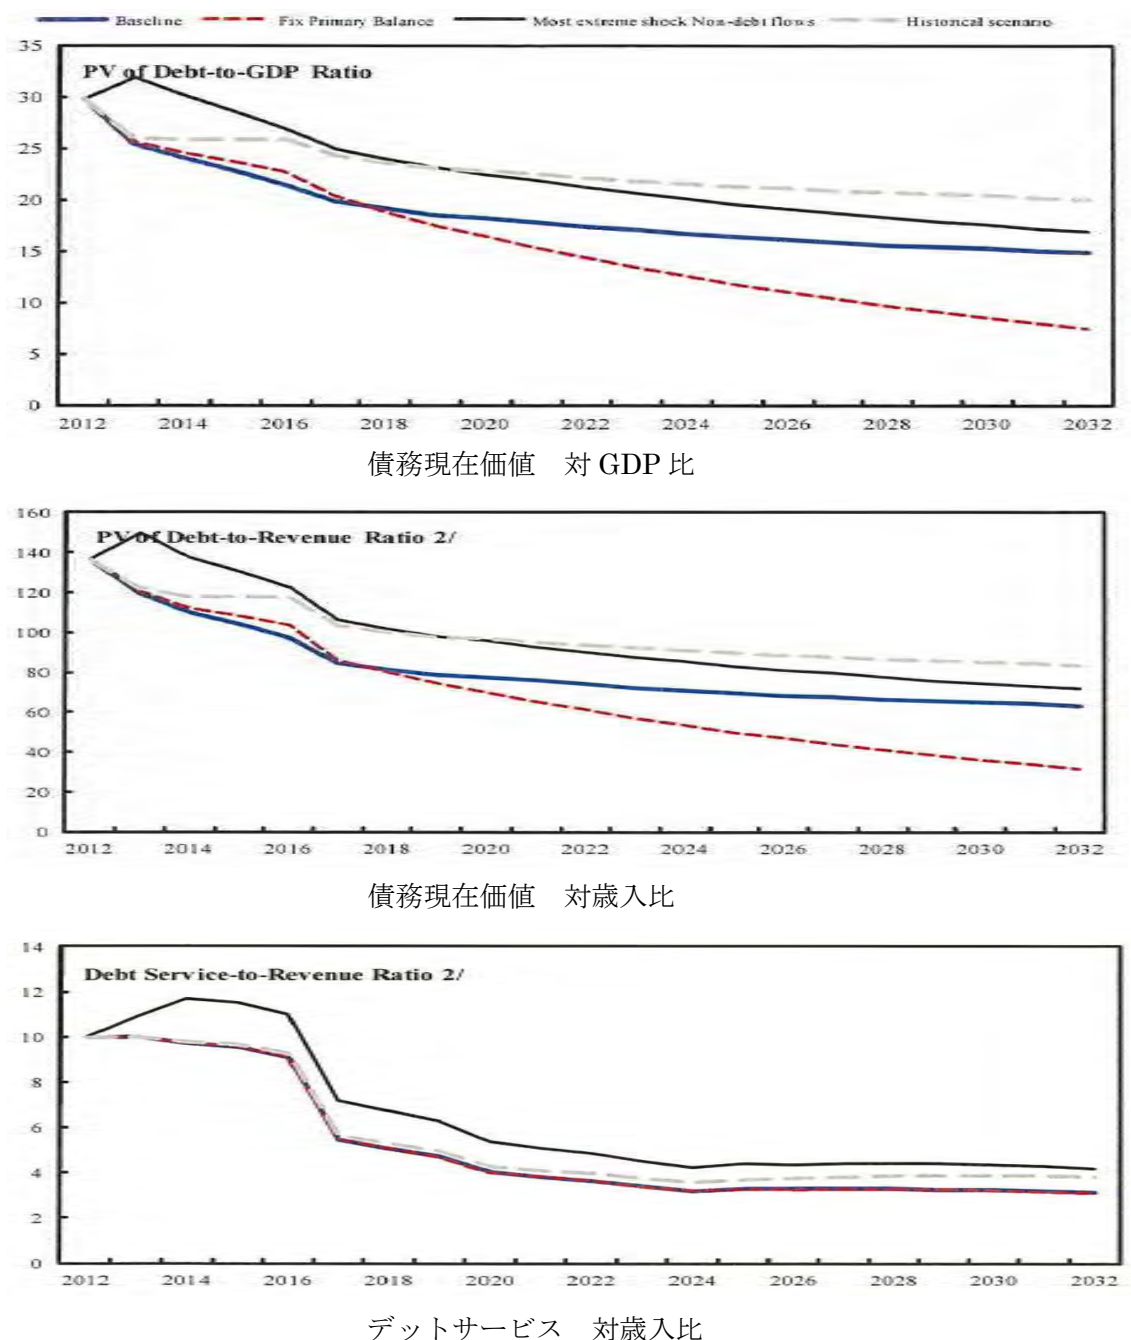 Baseline Fix Primary Balance Most extreme shock Non-debt flows Historical scenario
35
PV of Debt-to-GDP Ratio
30
25
20
15
10
5
0
2012 2014 2016 2018 2020 2022 2024 2026 2028 2030 2032
債務現在価値　対 GDP 比
160
PV of Debt-to-Revenue Ratio 2/
140
120
100
80
60
40
20
0
2012 2014 2016 2018 2020 2022 2024 2026 2028 2030 2032
債務現在価値　対歳入比
14
Debt Service-to-Revenue Ratio 2/
12
10
8
6
4
2
0
2012 2014 2016 2018 2020 2022 2024 2026 2028 2030 2032
デットサービス　対歳入比